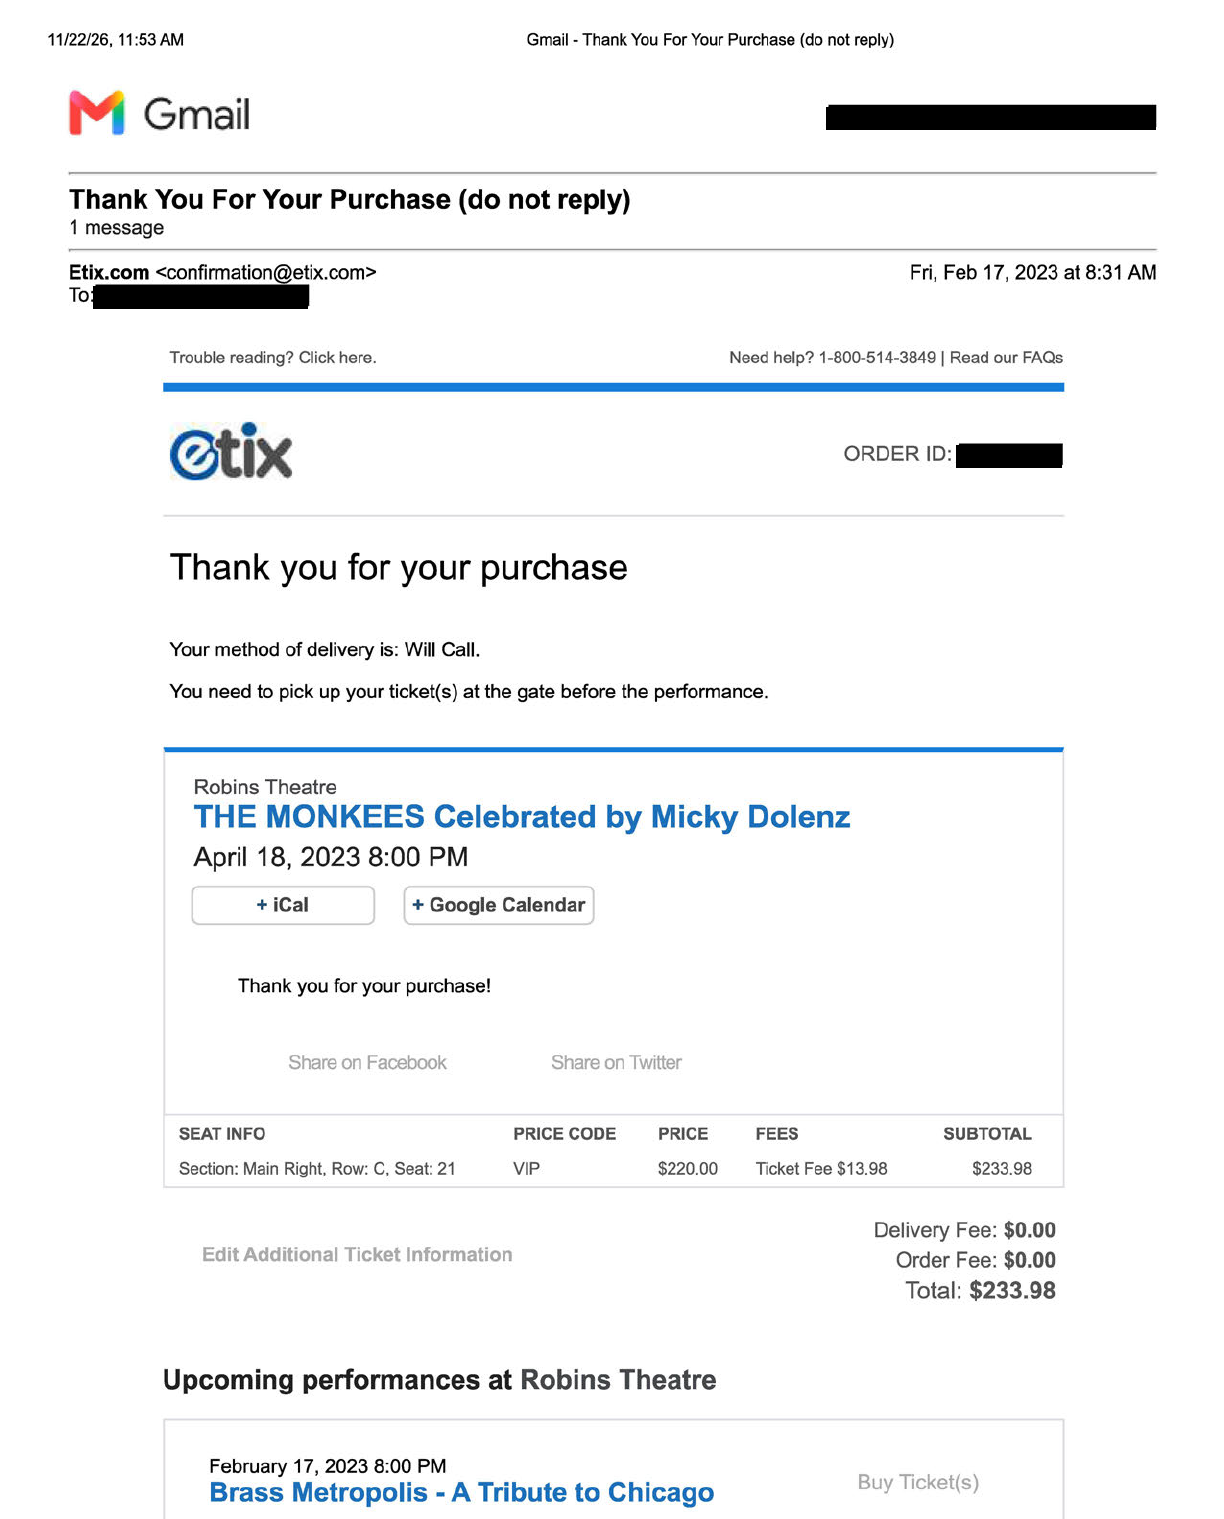 11/22/26, 11:53 AM
Gmail - Thank You For Your Purchase (do not reply)
Gmail
Thank You For Your Purchase (do not reply)
1 message
Etix.com <confirmation@etix.com>
Fri, Feb 17, 2023 at 8:31 AM
To:
Trouble reading? Click here.
Need help? 1-800-514-3849 | Read our FAQs
etix
ORDER ID:
Thank you for your purchase
Your method of delivery is: Will Call.
You need to pick up your ticket(s) at the gate before the performance.
Robins Theatre
THE MONKEES Celebrated by Micky Dolenz
April 18, 2023 8:00 PM
+ iCal
+ Google Calendar
Thank you for your purchase!
Share on Facebook
Share on Twitter
SEAT INFO PRICE CODE PRICE FEES SUBTOTAL
Section: Main Right, Row: C, Seat: 21 VIP $220.00 Ticket Fee $13.98 $233.98
Edit Additional Ticket Information
Delivery Fee: $0.00
Order Fee: $0.00
Total: $233.98
Upcoming performances at Robins Theatre
February 17, 2023 8:00 PM
Brass Metropolis - A Tribute to Chicago
Buy Ticket(s)